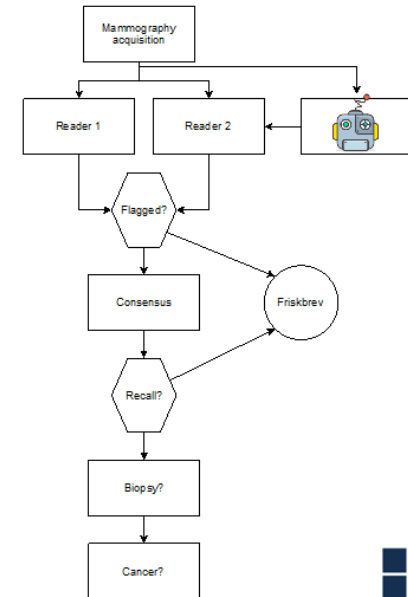 Mammography
acquisition
Reader 1
Reader 2
Flagged?
Consensus
Friskbrev
Recall?
Biopsy?
Cancer?